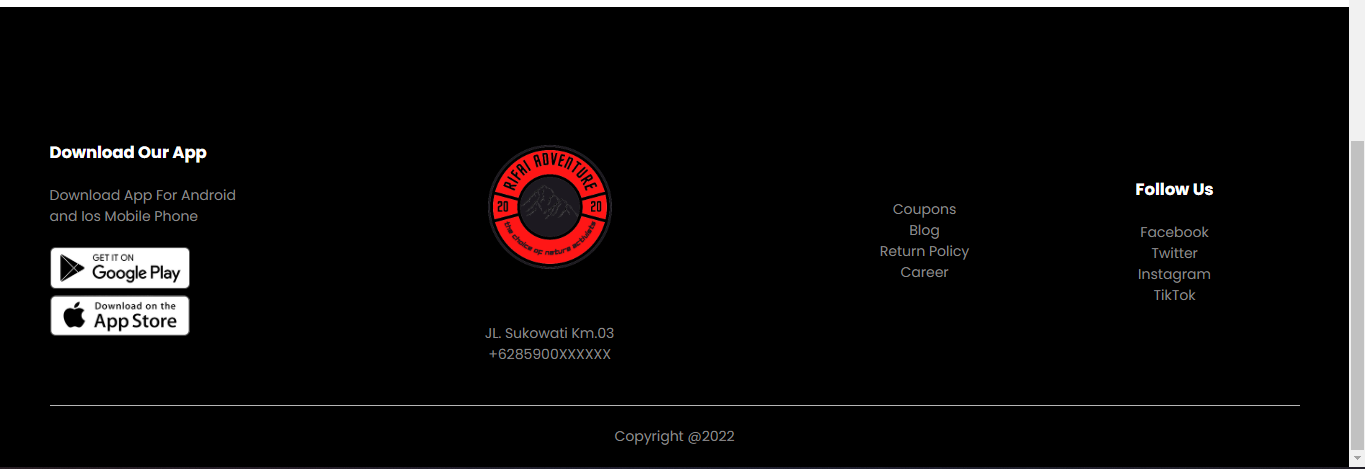 Download Our App
Download App For Android
and Ios Mobile Phone
GET IT ON
Google Play
Download on the
App Store
RIFAI ADVENTURE
20 20
the choice of nature activists
JL. Sukowati Km.03
+6285900XXXXXX
Coupons
Blog
Return Policy
Career
Follow Us
Facebook
Twitter
Instagram
TikTok
Copyright @2022